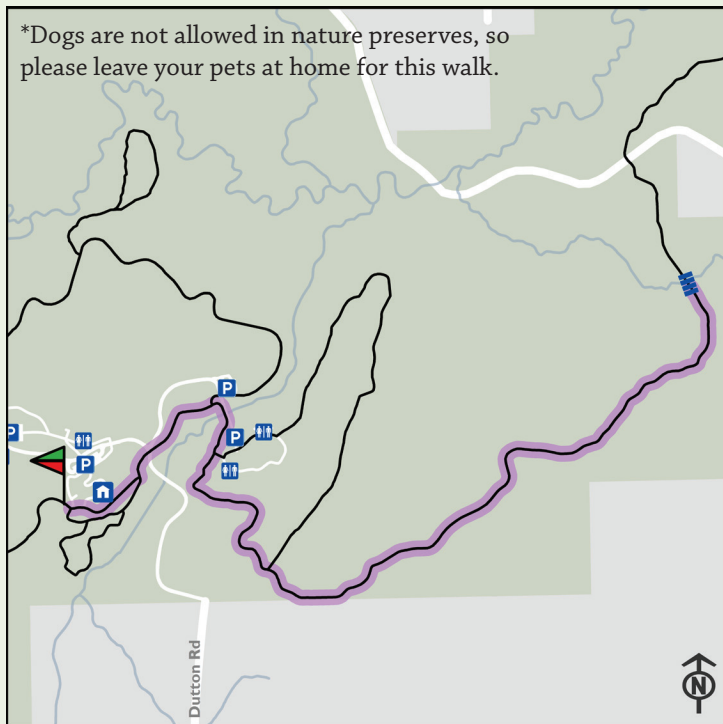 *Dogs are not allowed in nature preserves, so
please leave your pets at home for this walk.
P
P
P
P
Dutton Rd
N